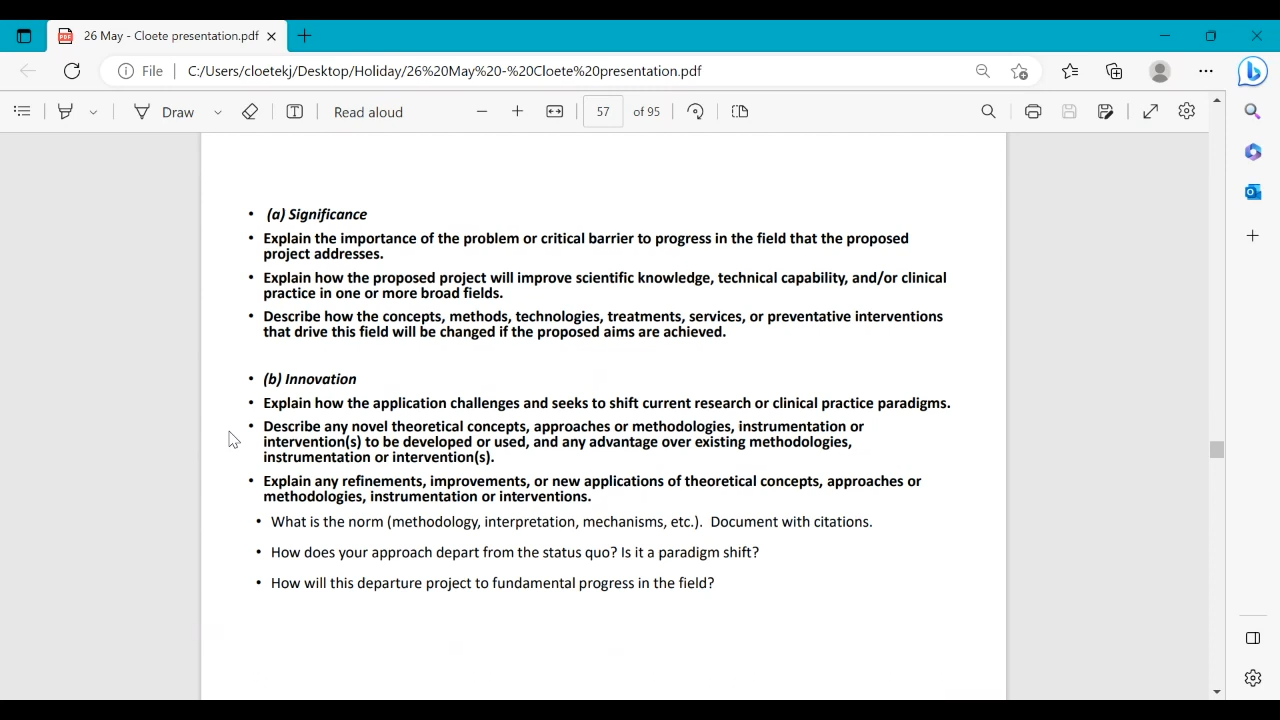 26 May - Cloete presentation.pdf
File
C:/Users/cloetekj/Desktop/Holiday/26%20May%20-%20Cloete%20presentation.pdf
Draw
Read aloud
57
of 95
• (a) Significance
• Explain the importance of the problem or critical barrier to progress in the field that the proposed
project addresses.
• Explain how the proposed project will improve scientific knowledge, technical capability, and/or clinical
practice in one or more broad fields.
• Describe how the concepts, methods, technologies, treatments, services, or preventative interventions
that drive this field will be changed if the proposed aims are achieved.
• (b) Innovation
• Explain how the application challenges and seeks to shift current research or clinical practice paradigms.
• Describe any novel theoretical concepts, approaches or methodologies, instrumentation or
intervention(s) to be developed or used, and any advantage over existing methodologies,
instrumentation or intervention(s).
• Explain any refinements, improvements, or new applications of theoretical concepts, approaches or
methodologies, instrumentation or interventions.
• What is the norm (methodology, interpretation, mechanisms, etc.). Document with citations.
• How does your approach depart from the status quo? Is it a paradigm shift?
• How will this departure project to fundamental progress in the field?